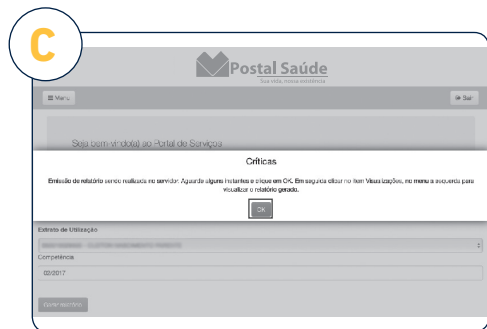 C
Postal Saúde
Sua vida, nossa existência
Menu
Sair
Seja bem-vindo(a) ao Portal de Serviços
Críticas
Emissão de relatório sendo realizada no servidor. Aguarde alguns instantes e clique em OK. Em seguida clicar no item Visualizações, no menu a esquerda para
visualizar o relatório gerado.
OK
Extrato de Utilização
Competência
02/2017